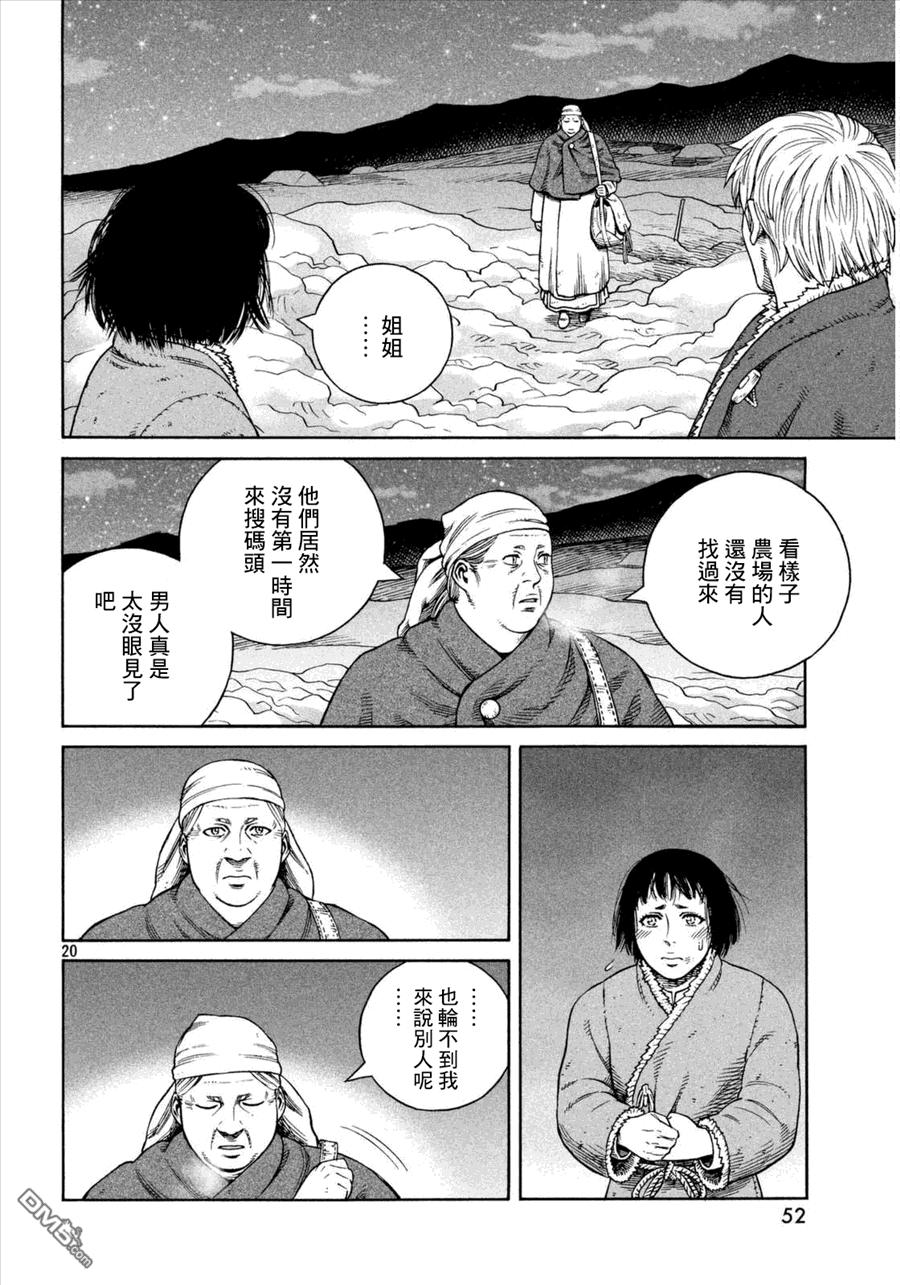 姐姐
……
看樣子
農場的人
還沒有
找過來
他們居然
沒有第一時間
來搜碼頭
男人真是
太沒眼見了
吧
……
也輪不到我
來說別人呢
……
20
52
DM5.com